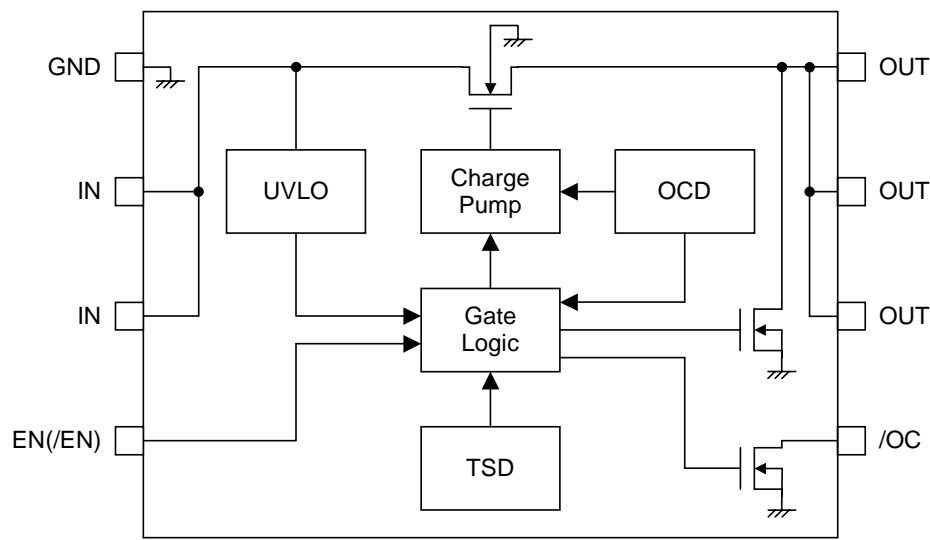 GND
OUT
IN
UVLO
Charge
Pump
OCD
OUT
IN
Gate
Logic
OUT
EN(/EN)
TSD
/OC